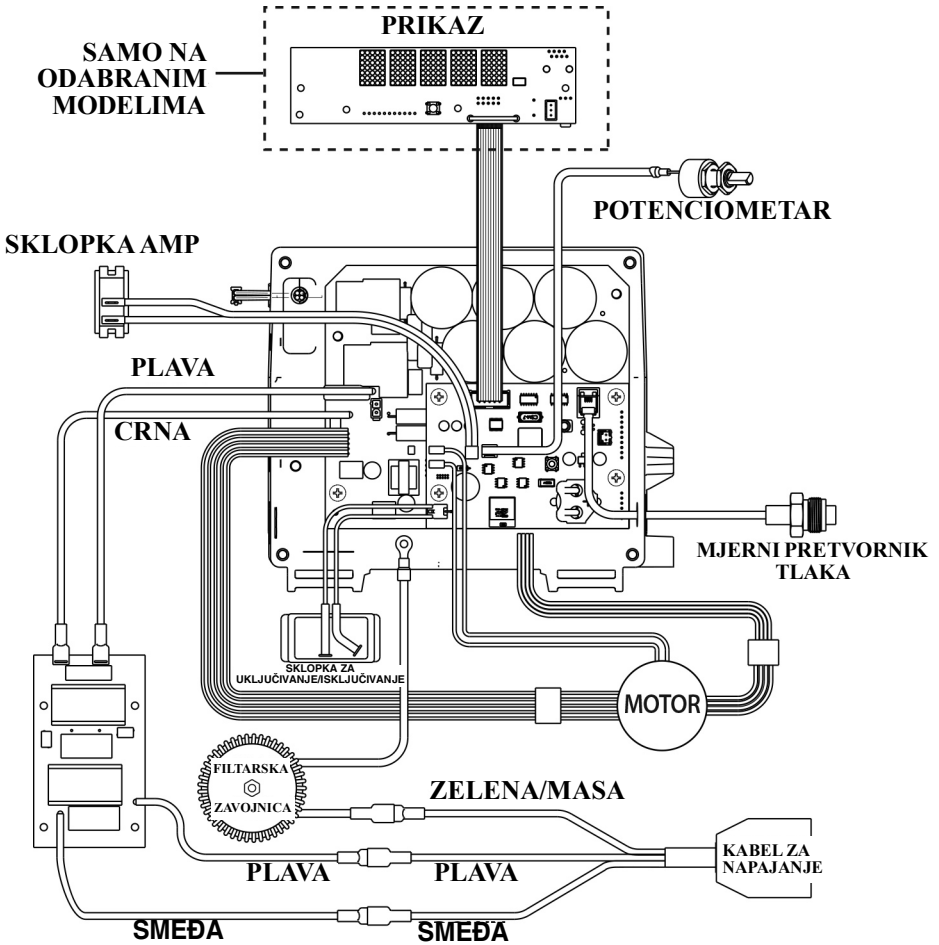 PRIKAZ
SAMO NA
ODABRANIM
MODELIMA
POTENCIOMETAR
SKLOPKA AMP
PLAVA
CRNA
MJERNI PRETVORNIK
TLAKA
SKLOPKA ZA
UKLJUČIVANJE/ISKLJUČIVANJE
MOTOR
FILTARSKA
ZAVOJNICA
ZELENA/MASA
KABEL ZA
NAPAJANJE
PLAVA
PLAVA
SMEĐA
SMEĐA